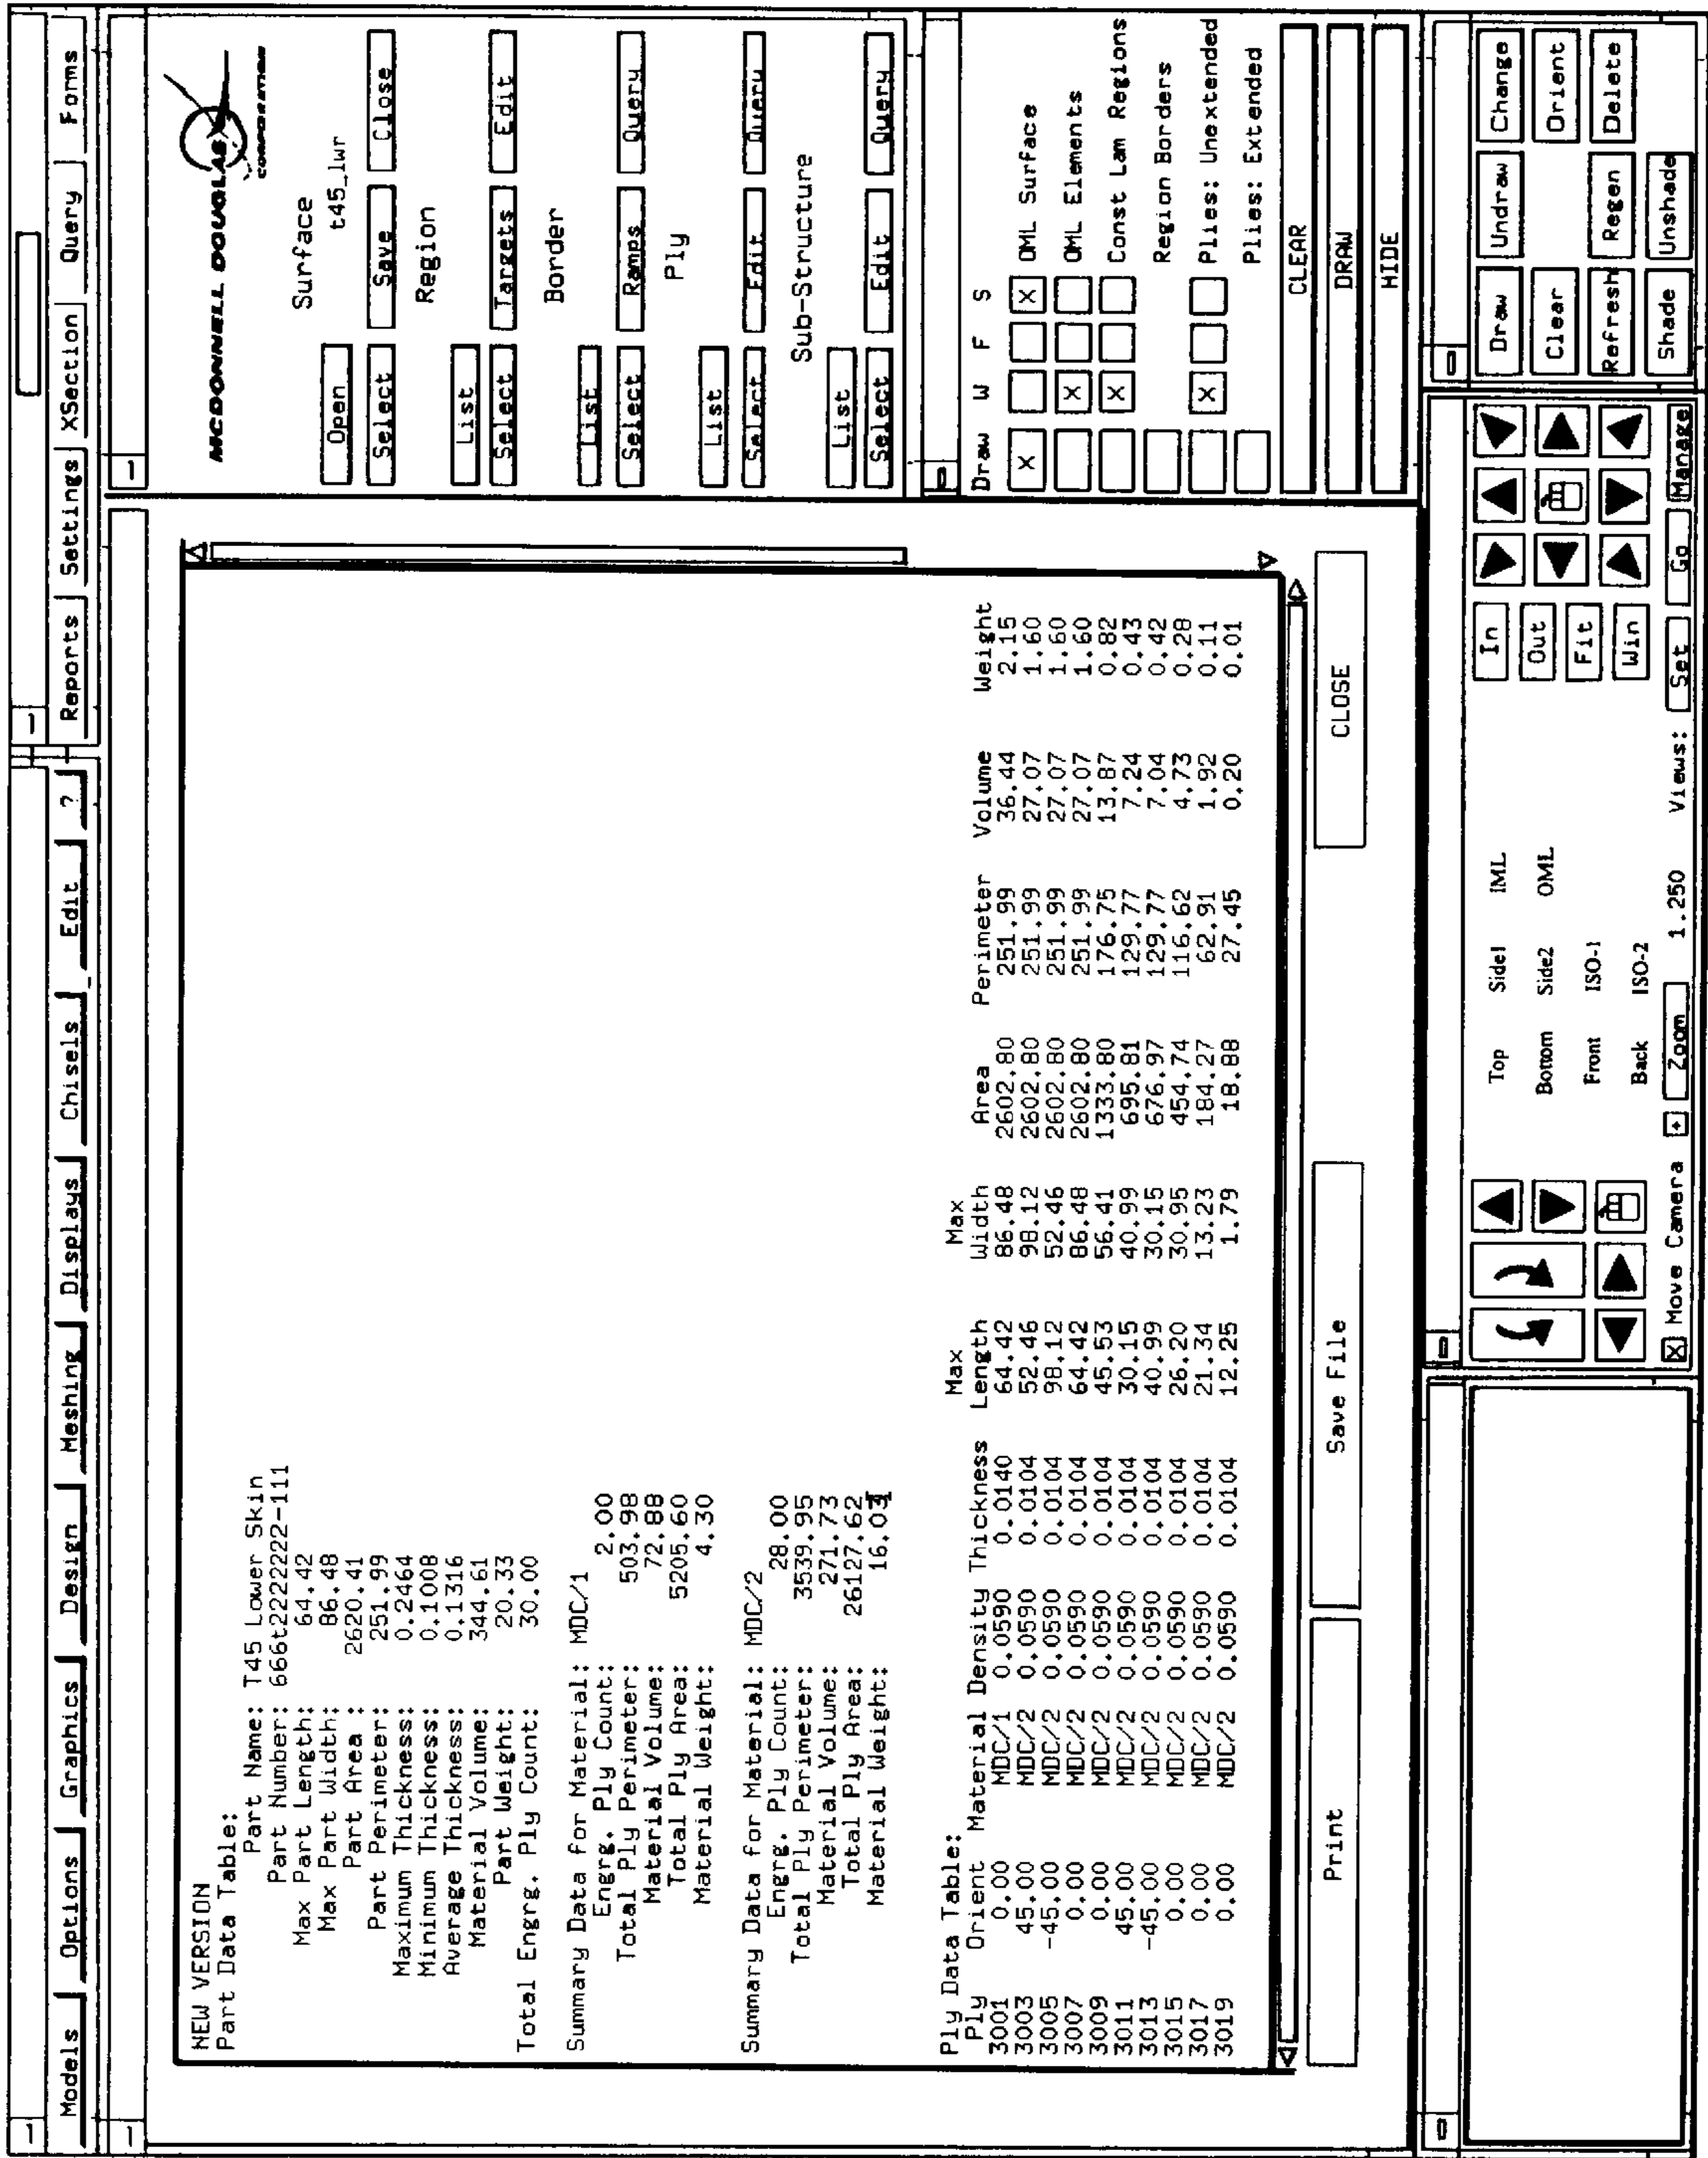 Models Options Graphics Design Meshing Displays Chisels Edit ?
Reports Settings XSection Query Forms
NEW VERSION
Part Data Table:
Part Name: T45 Lower Skin
Part Number: 666t2222222-111
Max Part Length: 64.42
Max Part Width: 86.48
Part Area : 2620.41
Part Perimeter: 251.99
Maximum Thickness: 0.2464
Minimum Thickness: 0.1008
Average Thickness: 0.1316
Material Volume: 344.61
Part Weight: 20.33
Total Engrg. Ply Count: 30.00
Summary Data for Material: MDC/1
Engrg. Ply Count: 2.00
Total Ply Perimeter: 503.98
Material Volume: 72.88
Total Ply Area: 5205.60
Material Weight: 4.30
Summary Data for Material: MDC/2
Engrg. Ply Count: 28.00
Total Ply Perimeter: 3539.95
Material Volume: 271.73
Total Ply Area: 26127.62
Material Weight: 16.03
Ply Data Table:
Max Max
Ply Orient Material Density Thickness Length Width Area Perimeter Volume Weight
3001 0.00 MDC/1 0.0590 0.0140 64.42 86.48 2602.80 251.99 36.44 2.15
3003 45.00 MDC/2 0.0590 0.0104 52.46 98.12 2602.80 251.99 27.07 1.60
3005 -45.00 MDC/2 0.0590 0.0104 98.12 52.46 2602.80 251.99 27.07 1.60
3007 0.00 MDC/2 0.0590 0.0104 64.42 86.48 2602.80 251.99 27.07 1.60
3009 0.00 MDC/2 0.0590 0.0104 45.53 56.41 1333.80 176.75 13.87 0.82
3011 45.00 MDC/2 0.0590 0.0104 30.15 40.99 695.81 129.77 7.24 0.43
3013 -45.00 MDC/2 0.0590 0.0104 40.99 30.15 676.97 129.77 7.04 0.42
3015 0.00 MDC/2 0.0590 0.0104 26.20 30.95 454.74 116.62 4.73 0.28
3017 0.00 MDC/2 0.0590 0.0104 21.34 13.23 184.27 62.91 1.92 0.11
3019 0.00 MDC/2 0.0590 0.0104 12.25 1.79 18.88 27.45 0.20 0.01
Print Save File CLOSE
MCDONNELL DOUGLAS
CORPORATION
Surface
Open t45_lwr
Select Save Close
Region
List
Select Targets Edit
Border
List
Select Ramps Query
Ply
List
Select Edit Query
Sub-Structure
List
Select Edit Query
Draw W F S
X X OML Surface
X OML Elements
X Const Lam Regions
Region Borders
X Plies: Unextended
Plies: Extended
CLEAR
DRAW
HIDE
Top Side1 IML In
Bottom Side2 OML Out
Front ISO-1 Fit
Back ISO-2 Win
X Move Camera + Zoom 1.250 Views: Set Go Manage
Draw Undraw Change
Clear Orient
Refresh Regen Delete
Shade Unshade